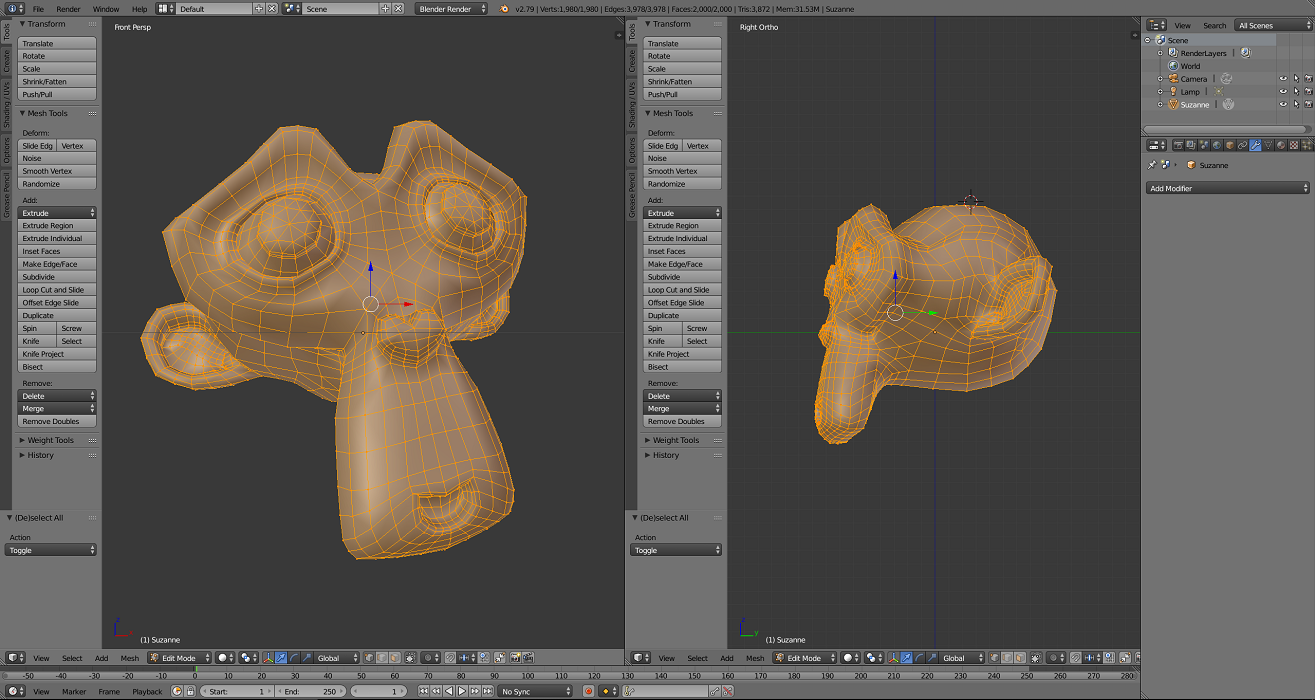 File Render Window Help Default Scene Blender Render v2.79 | Verts:1,980/1,980 | Edges:3,978/3,978 | Faces:2,000/2,000 | Tris:3,872 | Mem:31.53M | Suzanne
Tools
Create
Shading / UVs
Options
Grease Pencil
Transform
Translate
Rotate
Scale
Shrink/Fatten
Push/Pull
Mesh Tools
Deform:
Slide Edg Vertex
Noise
Smooth Vertex
Randomize
Add:
Extrude
Extrude Region
Extrude Individual
Inset Faces
Make Edge/Face
Subdivide
Loop Cut and Slide
Offset Edge Slide
Duplicate
Spin Screw
Knife Select
Knife Project
Bisect
Remove:
Delete
Merge
Remove Doubles
Weight Tools
History
(De)select All
Action
Toggle
Front Persp
z
(1) Suzanne
View Select Add Mesh Edit Mode Global
Tools
Create
Shading / UVs
Options
Grease Pencil
Transform
Translate
Rotate
Scale
Shrink/Fatten
Push/Pull
Mesh Tools
Deform:
Slide Edg Vertex
Noise
Smooth Vertex
Randomize
Add:
Extrude
Extrude Region
Extrude Individual
Inset Faces
Make Edge/Face
Subdivide
Loop Cut and Slide
Offset Edge Slide
Duplicate
Spin Screw
Knife Select
Knife Project
Bisect
Remove:
Delete
Merge
Remove Doubles
Weight Tools
History
(De)select All
Action
Toggle
Right Ortho
z
y
(1) Suzanne
View Select Add Mesh Edit Mode Global
View Search All Scenes
Scene
RenderLayers |
World
Camera |
Lamp |
Suzanne |
Suzanne
Add Modifier
-50 -40 -30 -20 -10 0 10 20 30 40 50 60 70 80 90 100 110 120 130 140 150 160 170 180 190 200 210 220 230 240 250 260 270 280
View Marker Frame Playback Start: 1 End: 250 1 No Sync